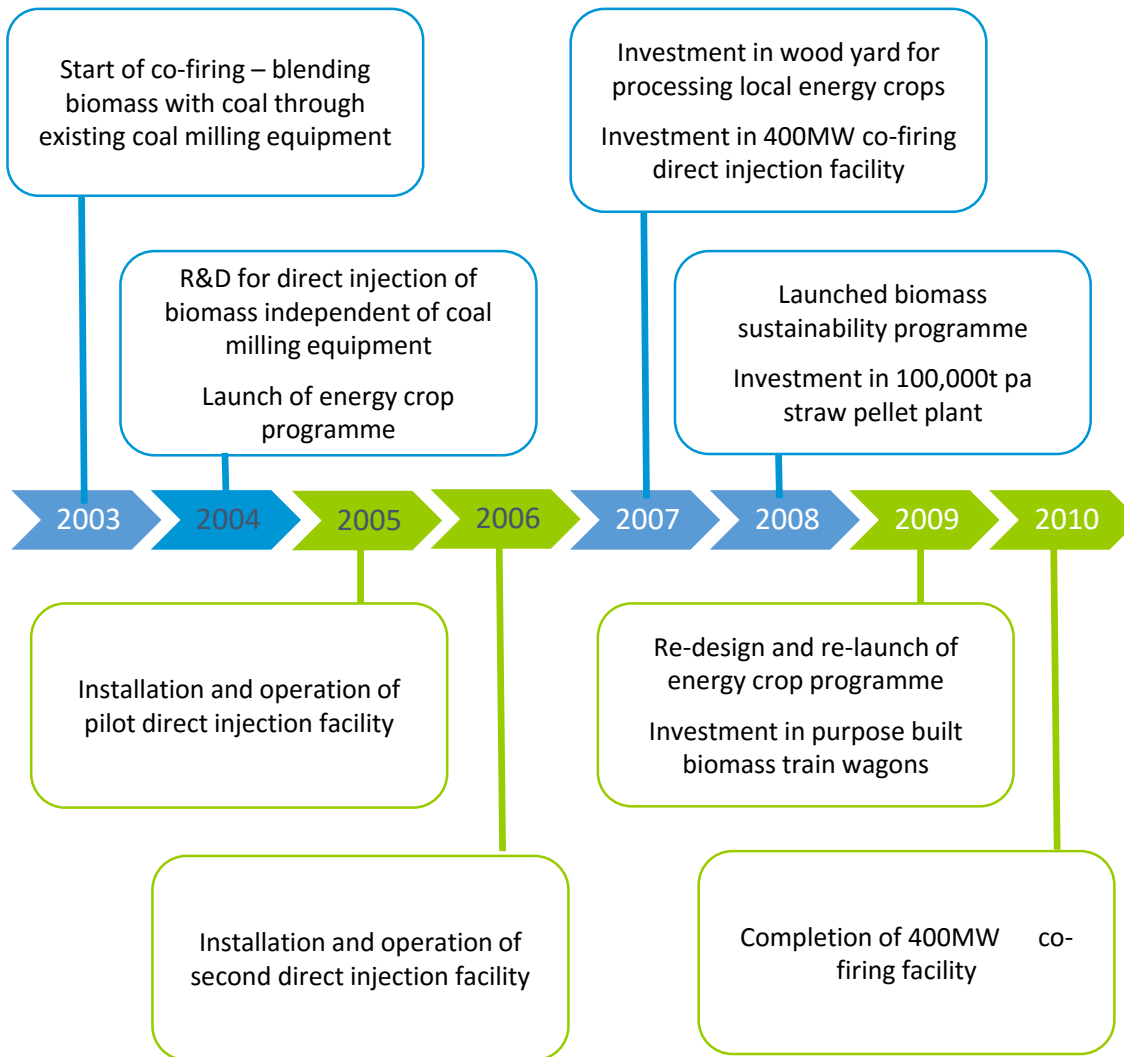 Start of co-firing – blending
biomass with coal through
existing coal milling equipment
Investment in wood yard for
processing local energy crops
Investment in 400MW co-firing
direct injection facility
R&D for direct injection of
biomass independent of coal
milling equipment
Launch of energy crop
programme
Launched biomass
sustainability programme
Investment in 100,000t pa
straw pellet plant
2003 2004 2005 2006 2007 2008 2009 2010
Installation and operation of
pilot direct injection facility
Re-design and re-launch of
energy crop programme
Investment in purpose built
biomass train wagons
Installation and operation of
second direct injection facility
Completion of 400MW co-
firing facility